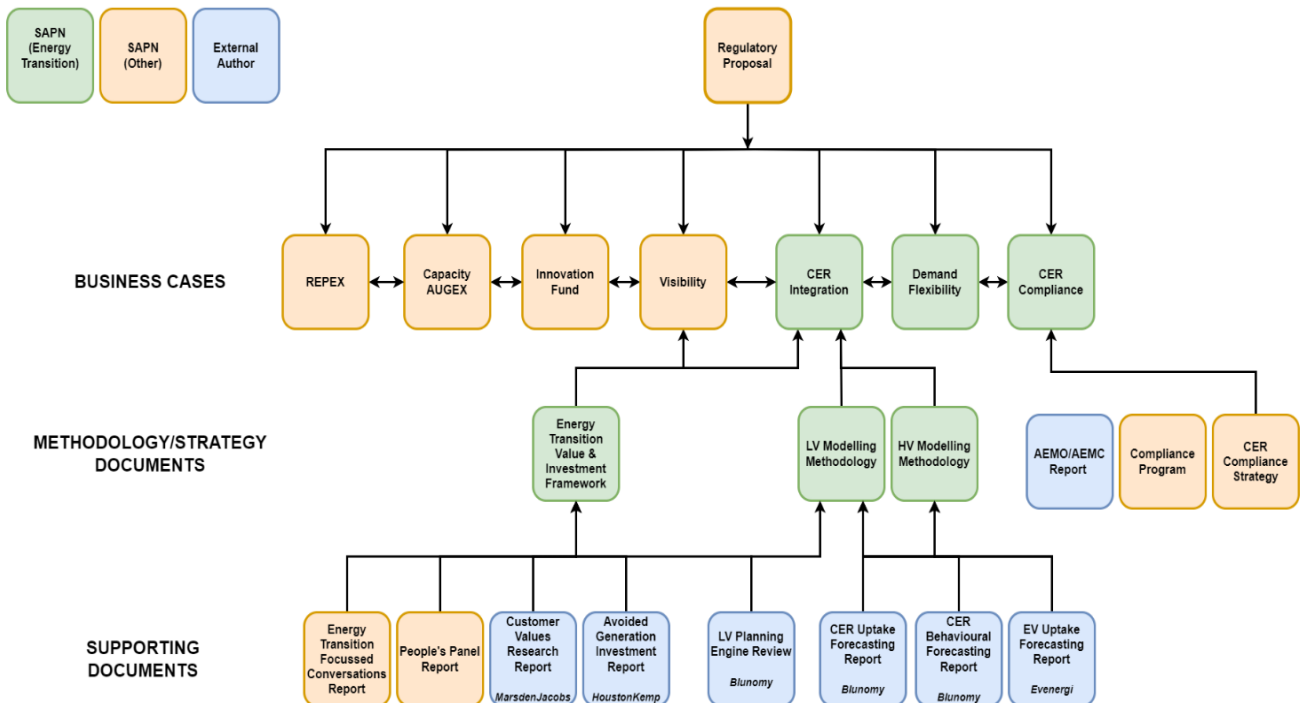 SAPN
(Energy
Transition)
SAPN
(Other)
External
Author
Regulatory
Proposal
BUSINESS CASES
REPEX
Capacity
AUGEX
Innovation
Fund
Visibility
CER
Integration
Demand
Flexibility
CER
Compliance
METHODOLOGY/STRATEGY
DOCUMENTS
Energy
Transition
Value &
Investment
Framework
LV Modelling
Methodology
HV Modelling
Methodology
AEMO/AEMC
Report
Compliance
Program
CER
Compliance
Strategy
SUPPORTING
DOCUMENTS
Energy
Transition
Focussed
Conversations
Report
People's Panel
Report
Customer
Values
Research
Report
MarsdenJacobs
Avoided
Generation
Investment
Report
HoustonKemp
LV Planning
Engine Review
Blunomy
CER Uptake
Forecasting
Report
Blunomy
CER
Behavioural
Forecasting
Report
Blunomy
EV Uptake
Forecasting
Report
Evenergi